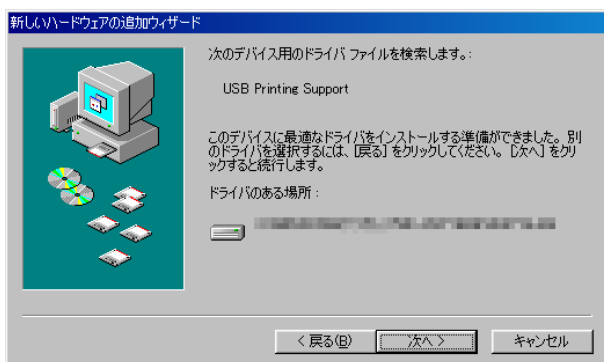 新しいハードウェアの追加ウィザード
次のデバイス用のドライバ ファイルを検索します。:
USB Printing Support
このデバイスに最適なドライバをインストールする準備ができました。別
のドライバを選択するには、[戻る] をクリックしてください。[次へ] をクリ
ックすると続行します。
ドライバのある場所:
< 戻る(B)
次へ >
キャンセル